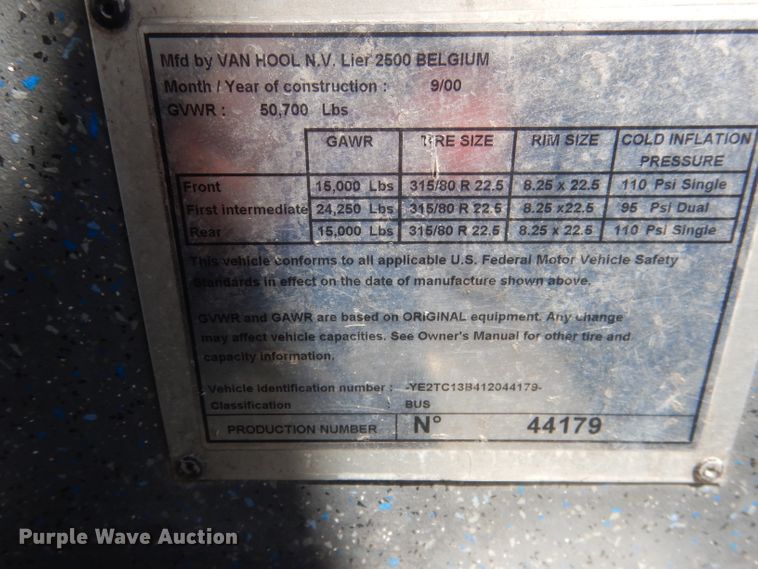 Mfd by VAN HOOL N.V. Lier 2500 BELGIUM
Month / Year of construction : 9/00
GVWR : 50,700 Lbs
GAWR TIRE SIZE RIM SIZE COLD INFLATION PRESSURE
Front 15,000 Lbs 315/80 R 22.5 8.25 x 22.5 110 Psi Single
First intermediate 24,250 Lbs 315/80 R 22.5 8.25 x22.5 95 Psi Dual
Rear 15,000 Lbs 315/80 R 22.5 8.25 x 22.5 110 Psi Single
This vehicle conforms to all applicable U.S. Federal Motor Vehicle Safety
Standards in effect on the date of manufacture shown above.
GVWR and GAWR are based on ORIGINAL equipment. Any change
may affect vehicle capacities. See Owner's Manual for other tire and
capacity information.
Vehicle identification number : -YE2TC13B412044179-
Classification : BUS
PRODUCTION NUMBER N° 44179
Purple Wave Auction